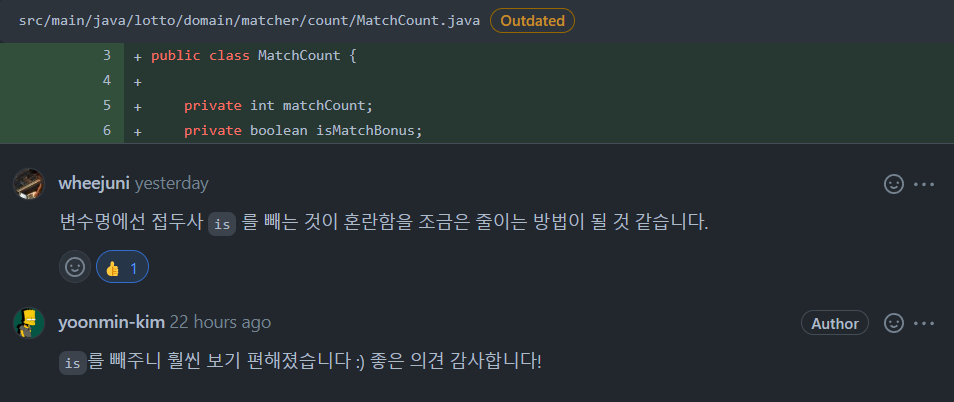 src/main/java/lotto/domain/matcher/count/MatchCount.java Outdated
3 + public class MatchCount {
4 +
5 + private int matchCount;
6 + private boolean isMatchBonus;
wheejuni yesterday
변수명에선 접두사 is 를 빼는 것이 혼란함을 조금은 줄이는 방법이 될 것 같습니다.
👍 1
yoonmin-kim 22 hours ago Author
is를 빼주니 훨씬 보기 편해졌습니다 :) 좋은 의견 감사합니다!